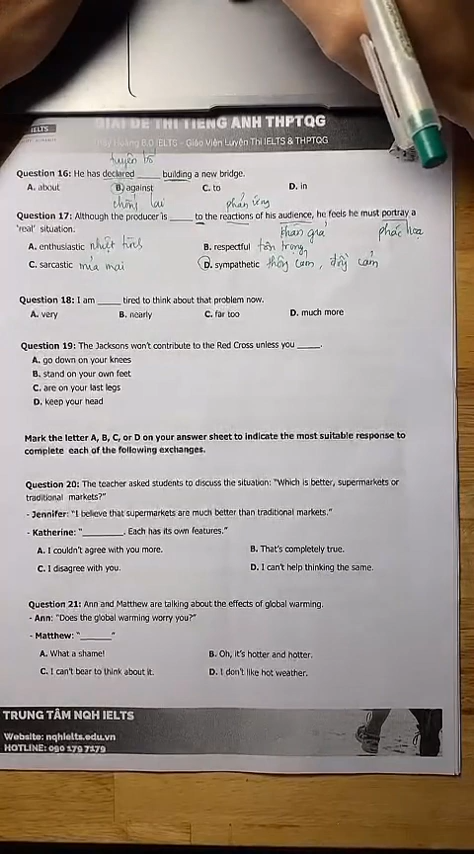 IELTS
GIẢI ĐỀ THI TIẾNG ANH THPTQG
IELTS - Giáo Viên Luyện Thi IELTS & THPTQG
tuyên bố
Question 16: He has declared _____ building a new bridge.
A. about B. against C. to D. in
chống lại
phản ứng
Question 17: Although the producer is _____ to the reactions of his audience, he feels he must portray a
'real' situation.
khán giả phác họa
A. enthusiastic nhiệt tình B. respectful tôn trọng
C. sarcastic mỉa mai D. sympathetic thông cảm, đồng cảm
Question 18: I am _____ tired to think about that problem now.
A. very B. nearly C. far too D. much more
Question 19: The Jacksons won't contribute to the Red Cross unless you _____.
A. go down on your knees
B. stand on your own feet
C. are on your last legs
D. keep your head
Mark the letter A, B, C, or D on your answer sheet to indicate the most suitable response to
complete each of the following exchanges.
Question 20: The teacher asked students to discuss the situation: "Which is better, supermarkets or
traditional markets?"
- Jennifer: "I believe that supermarkets are much better than traditional markets."
- Katherine: "________. Each has its own features."
A. I couldn't agree with you more. B. That's completely true.
C. I disagree with you. D. I can't help thinking the same.
Question 21: Ann and Matthew are talking about the effects of global warming.
- Ann: "Does the global warming worry you?"
- Matthew: "______"
A. What a shame! B. Oh, it's hotter and hotter.
C. I can't bear to think about it. D. I don't like hot weather.
TRUNG TÂM NQH IELTS
Website: nqhielts.edu.vn
HOTLINE: 090 179 7179